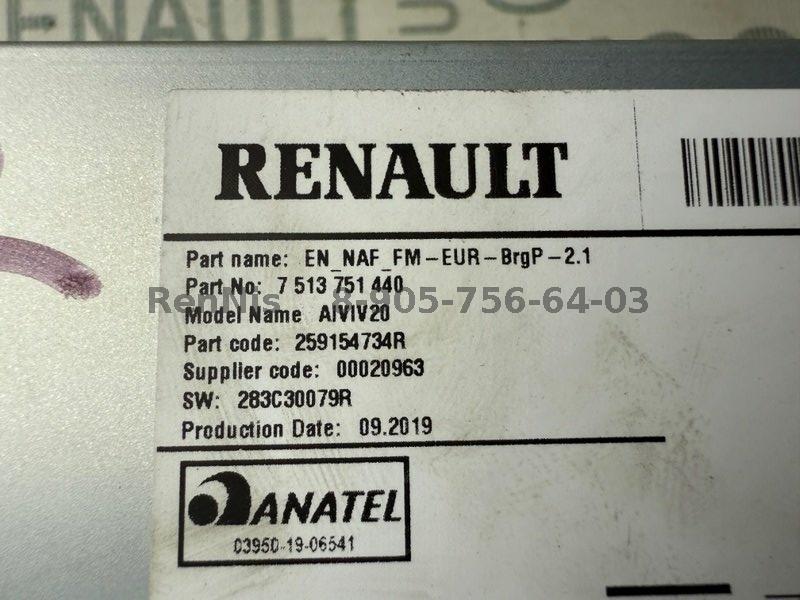 RENAULT
RENAULT
Part name: EN_NAF_FM-EUR-BrgP-2.1
Part No: 7 513 751 440
RenNis 8-905-756-64-03
Model Name AIVIV20
Part code: 259154734R
Supplier code: 00020963
SW: 283C30079R
Production Date: 09.2019
ANATEL
03950-19-06541